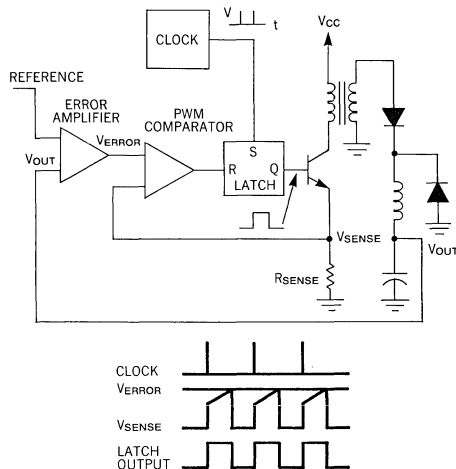 V
t
CLOCK
VCC
REFERENCE
ERROR
AMPLIFIER
PWM
COMPARATOR
VERROR
VOUT
S
R
Q
LATCH
VSENSE
VOUT
RSENSE
CLOCK
VERROR
VSENSE
LATCH
OUTPUT